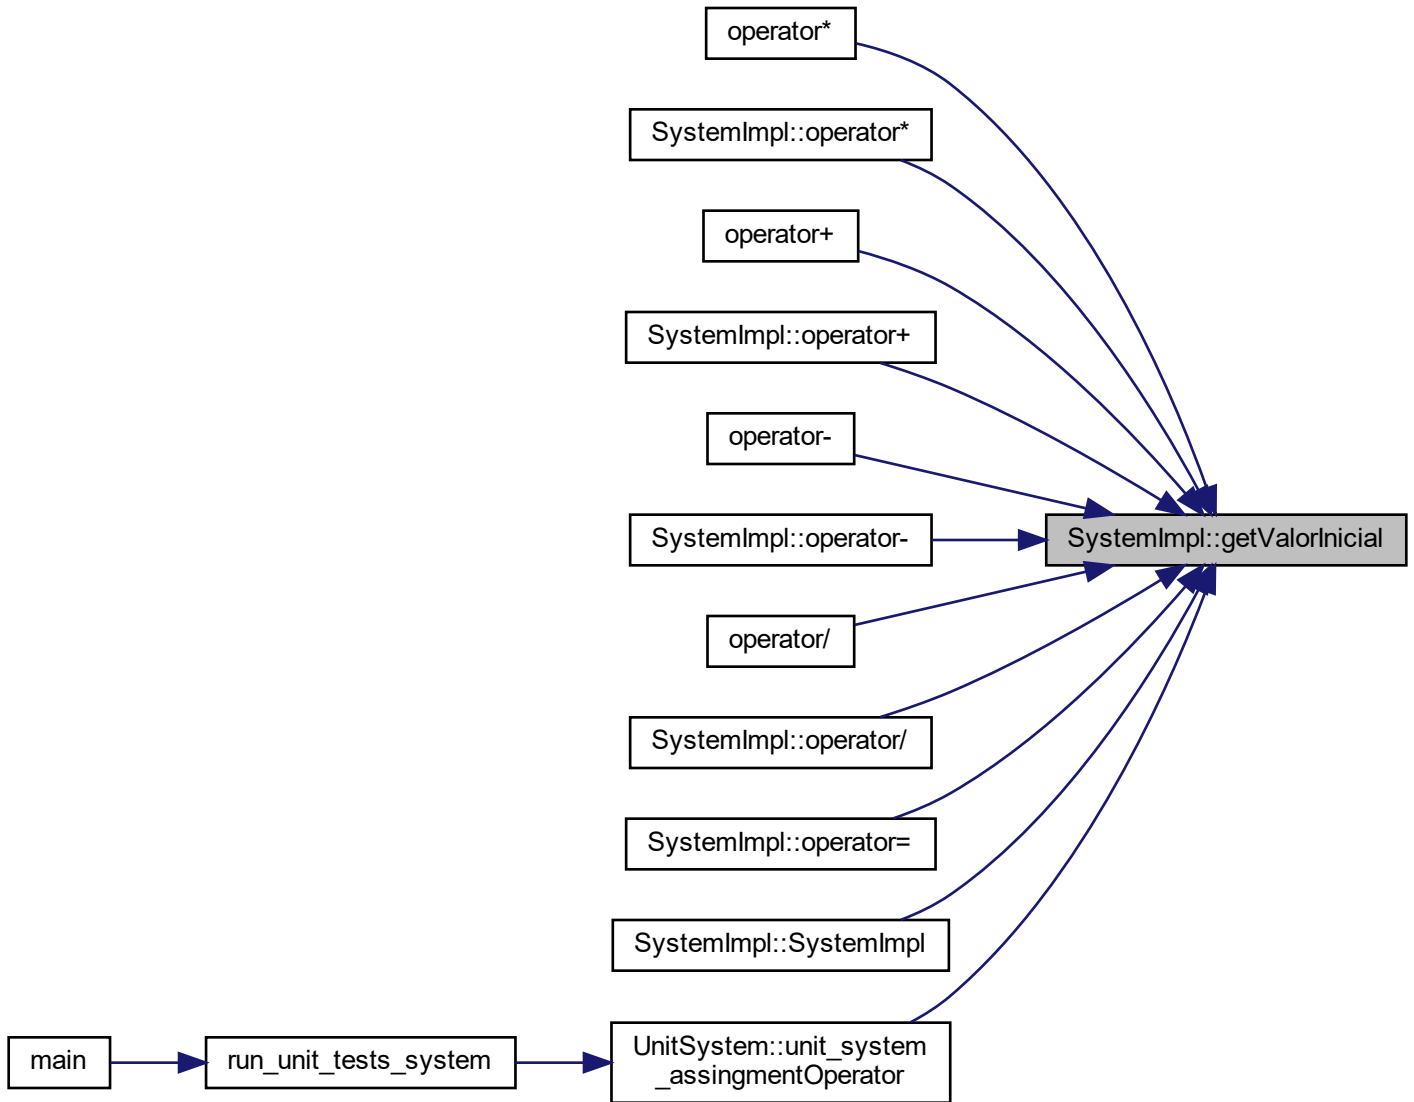 operator*
SystemImpl::operator*
operator+
SystemImpl::operator+
operator-
SystemImpl::operator-
SystemImpl::getValorInicial
operator/
SystemImpl::operator/
SystemImpl::operator=
SystemImpl::SystemImpl
main
run_unit_tests_system
UnitSystem::unit_system
_assingmentOperator